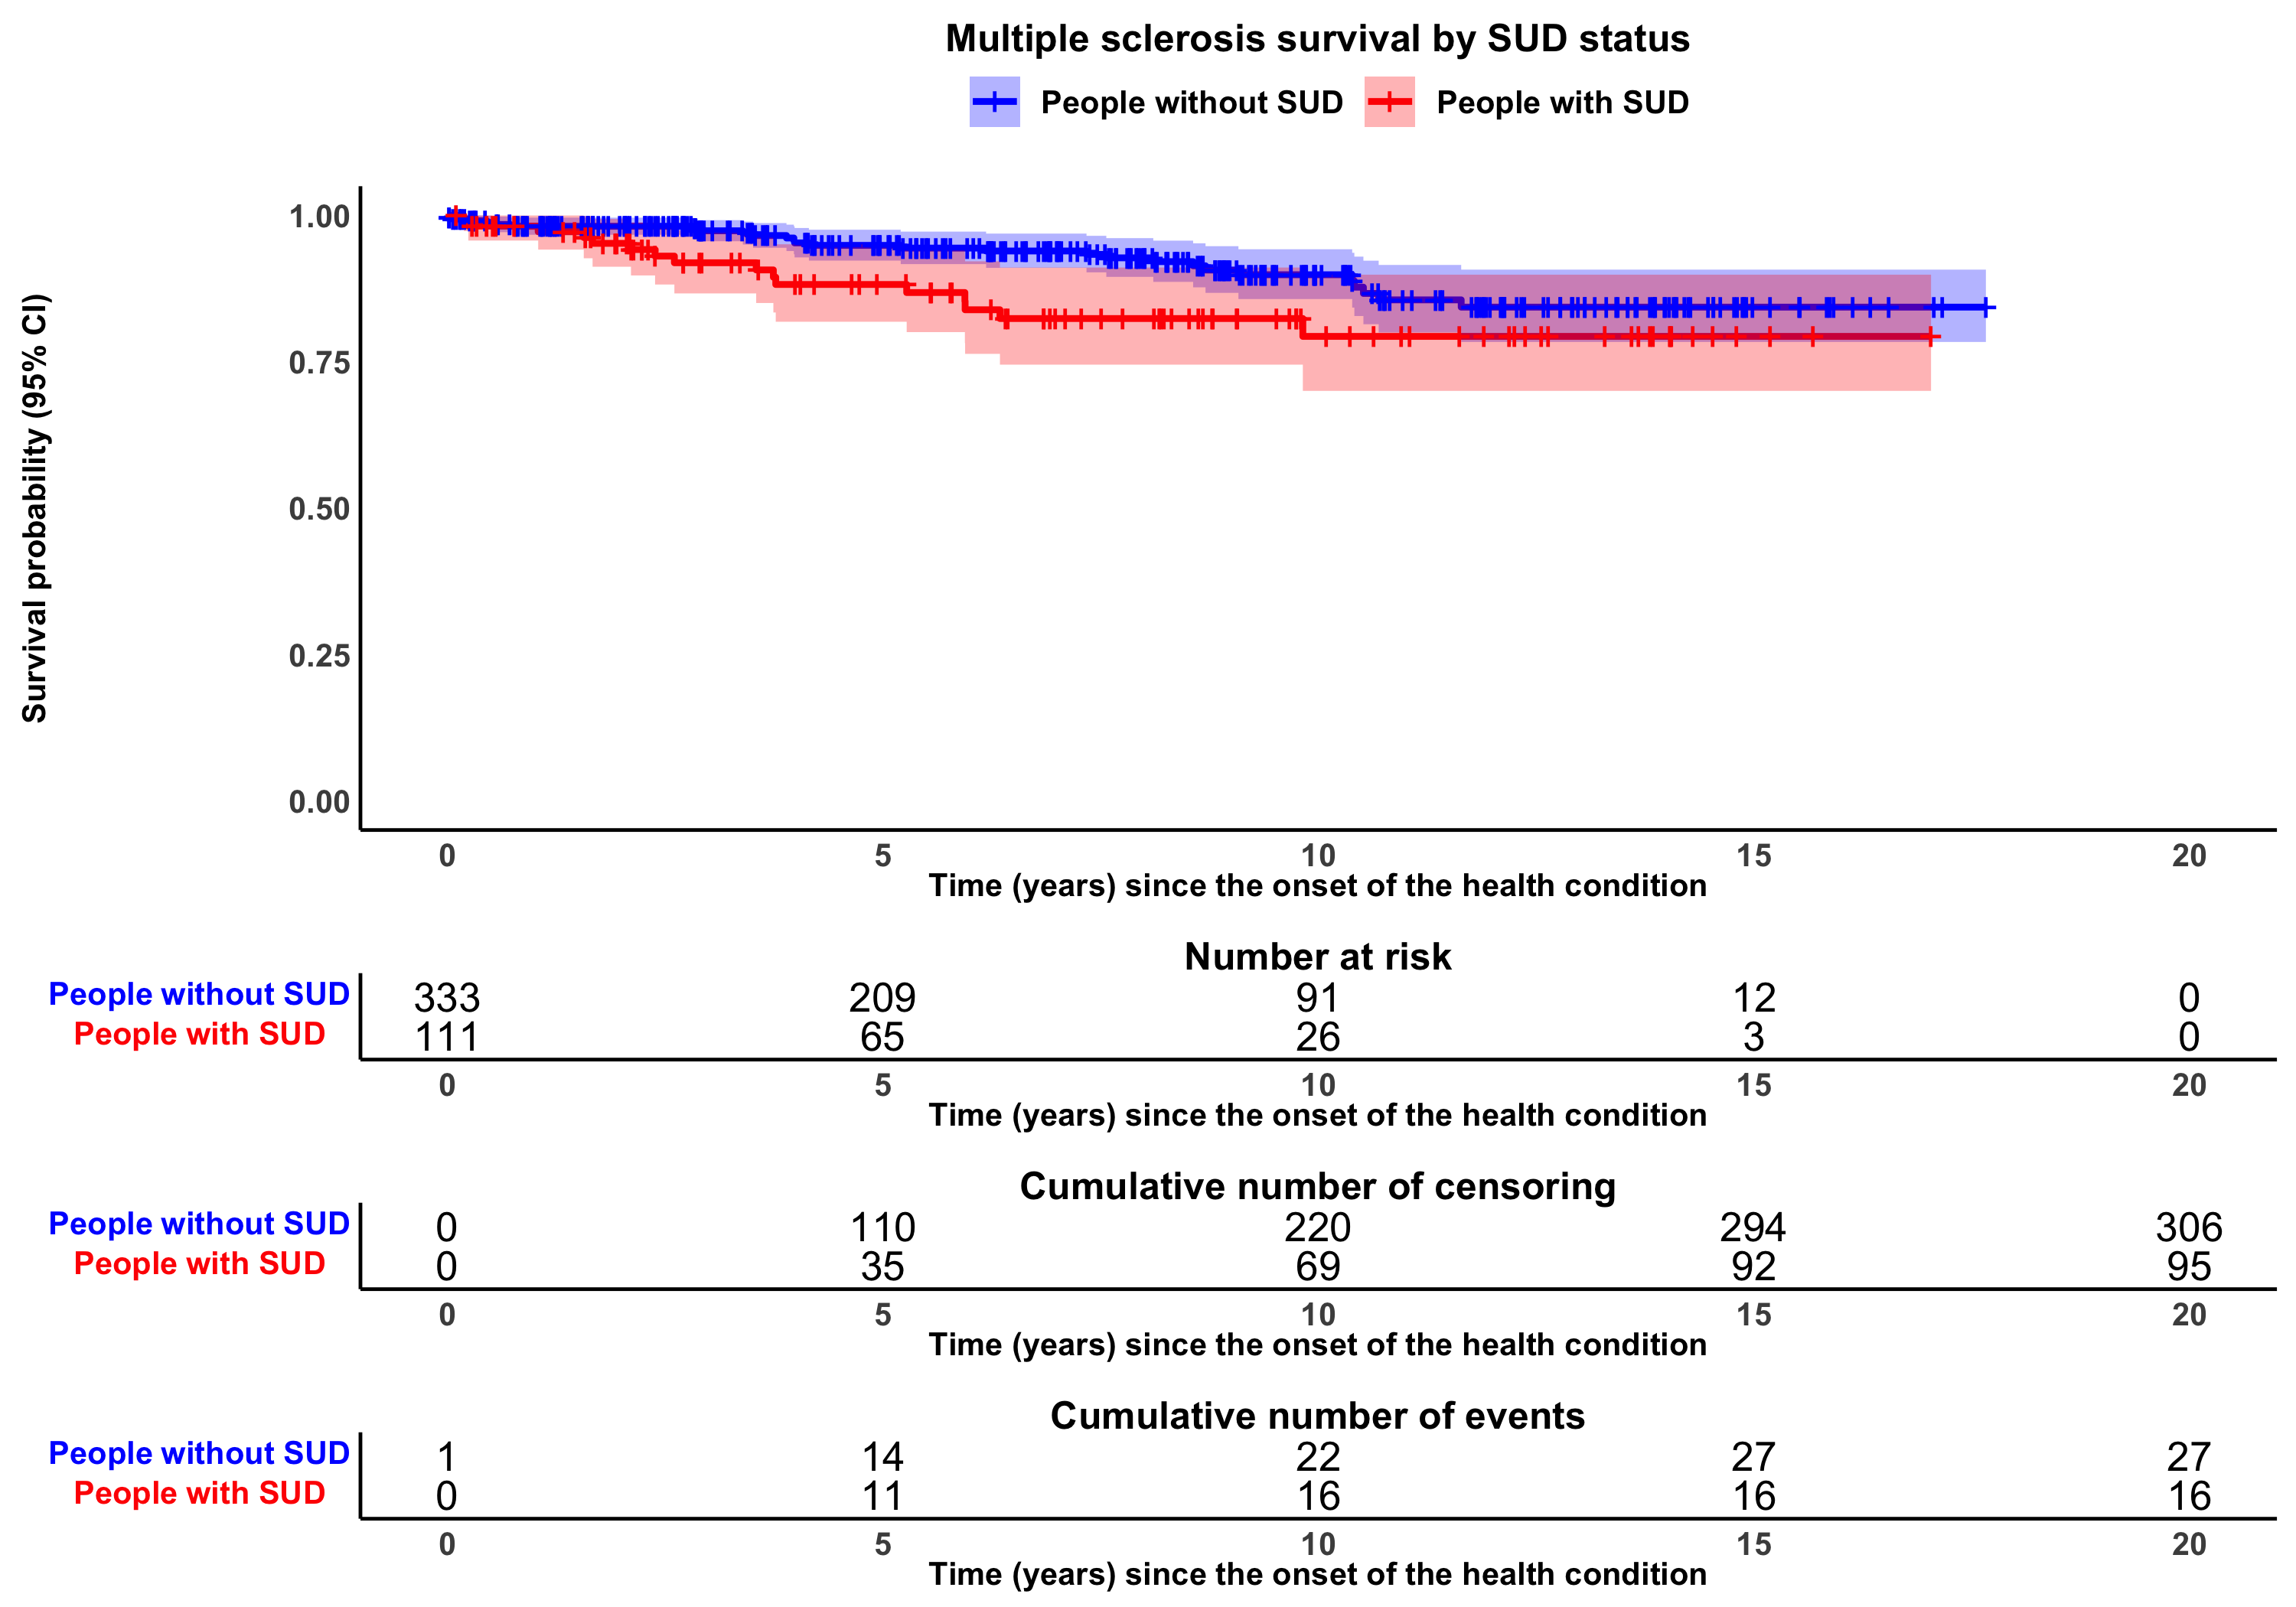 Multiple sclerosis survival by SUD status
People without SUD People with SUD
Survival probability (95% CI)
1.00
0.75
0.50
0.25
0.00
0 5 10 15 20
Time (years) since the onset of the health condition
Number at risk
People without SUD 333 209 91 12 0
People with SUD 111 65 26 3 0
0 5 10 15 20
Time (years) since the onset of the health condition
Cumulative number of censoring
People without SUD 0 110 220 294 306
People with SUD 0 35 69 92 95
0 5 10 15 20
Time (years) since the onset of the health condition
Cumulative number of events
People without SUD 1 14 22 27 27
People with SUD 0 11 16 16 16
0 5 10 15 20
Time (years) since the onset of the health condition